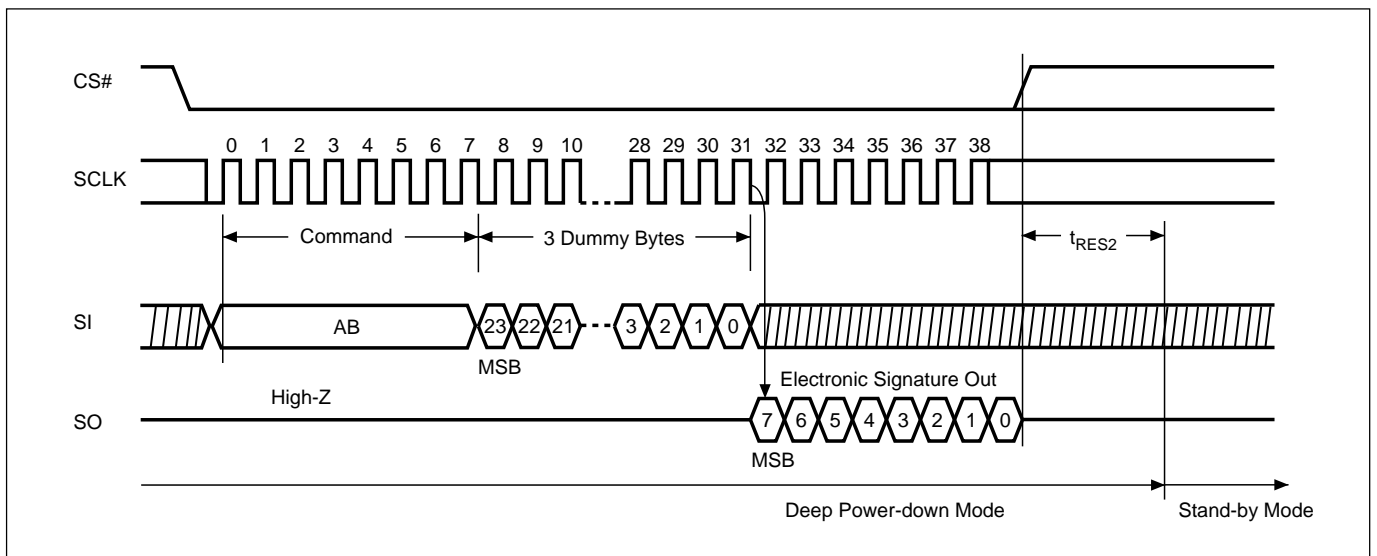 CS#
0 1 2 3 4 5 6 7 8 9 10 28 29 30 31 32 33 34 35 36 37 38
SCLK
Command 3 Dummy Bytes tRES2
SI AB 23 22 21 3 2 1 0
MSB
High-Z Electronic Signature Out
SO 7 6 5 4 3 2 1 0
MSB
Deep Power-down Mode Stand-by Mode